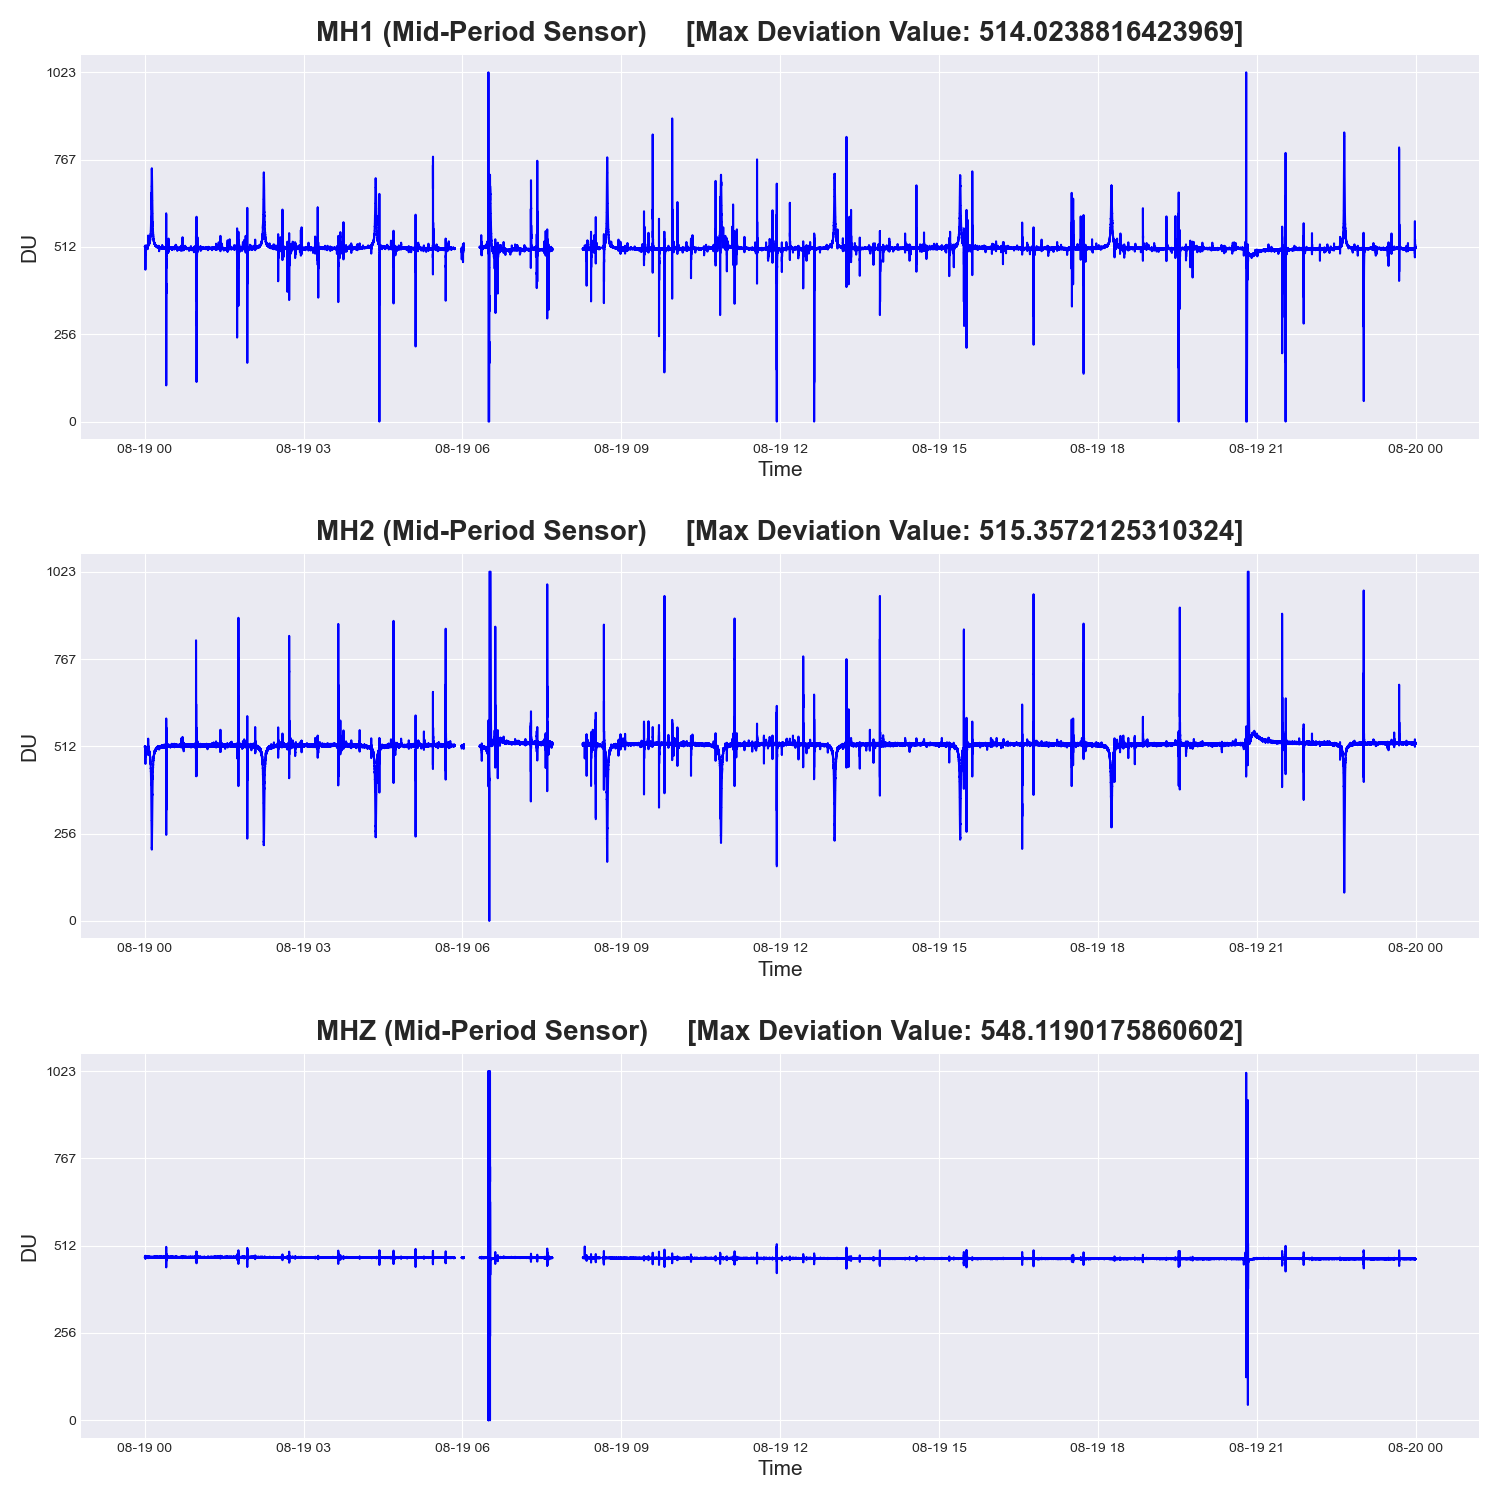 MH1 (Mid-Period Sensor) [Max Deviation Value: 514.0238816423969]
1023
767
512
256
0
DU
08-19 00 08-19 03 08-19 06 08-19 09 08-19 12 08-19 15 08-19 18 08-19 21 08-20 00
Time
MH2 (Mid-Period Sensor) [Max Deviation Value: 515.3572125310324]
1023
767
512
256
0
DU
08-19 00 08-19 03 08-19 06 08-19 09 08-19 12 08-19 15 08-19 18 08-19 21 08-20 00
Time
MHZ (Mid-Period Sensor) [Max Deviation Value: 548.1190175860602]
1023
767
512
256
0
DU
08-19 00 08-19 03 08-19 06 08-19 09 08-19 12 08-19 15 08-19 18 08-19 21 08-20 00
Time